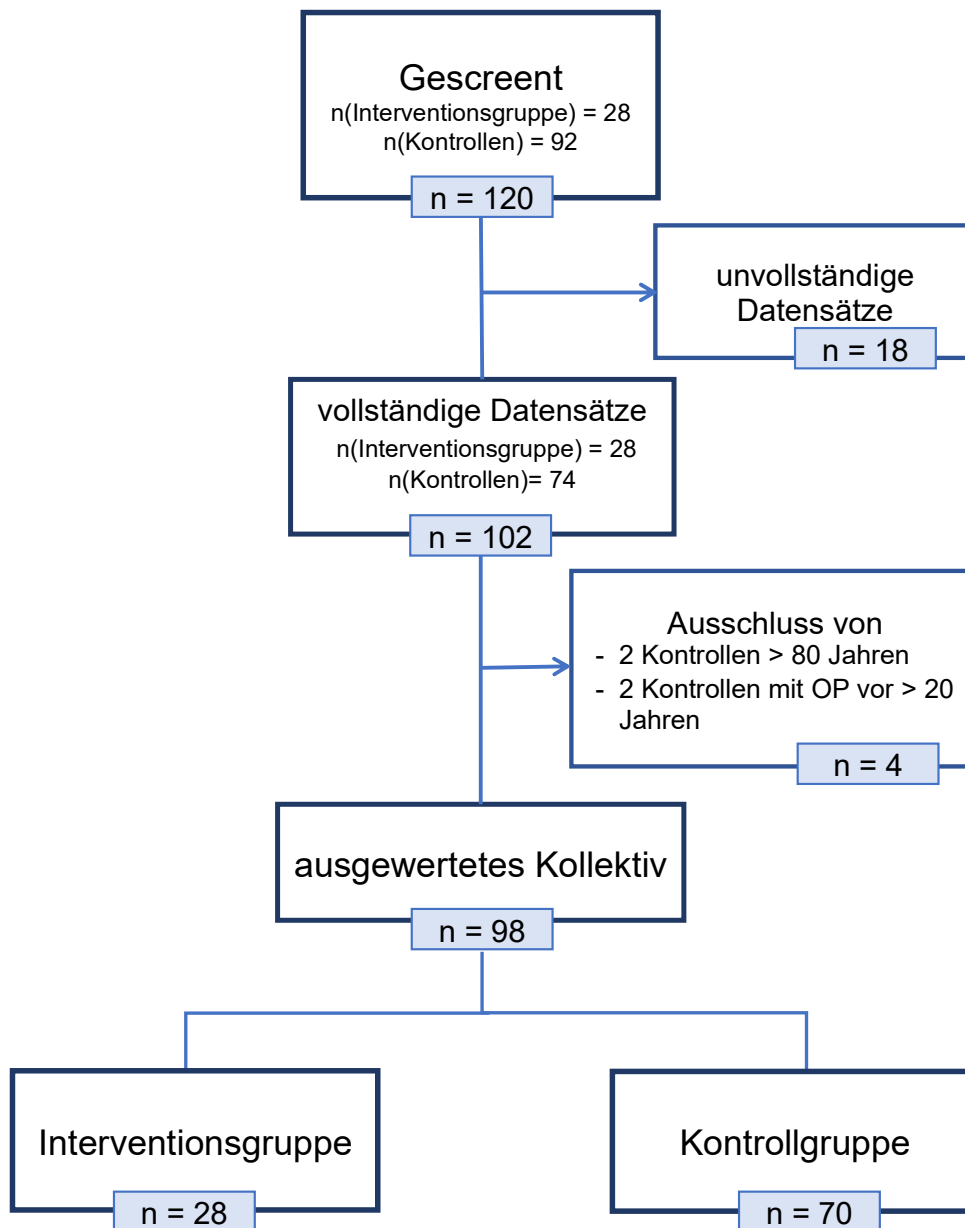 Gescreent
n(Interventionsgruppe) = 28
n(Kontrollen) = 92
n = 120
unvollständige
Datensätze
n = 18
vollständige Datensätze
n(Interventionsgruppe) = 28
n(Kontrollen)= 74
n = 102
Ausschluss von
- 2 Kontrollen > 80 Jahren
- 2 Kontrollen mit OP vor > 20
Jahren
n = 4
ausgewertetes Kollektiv
n = 98
Interventionsgruppe
n = 28
Kontrollgruppe
n = 70